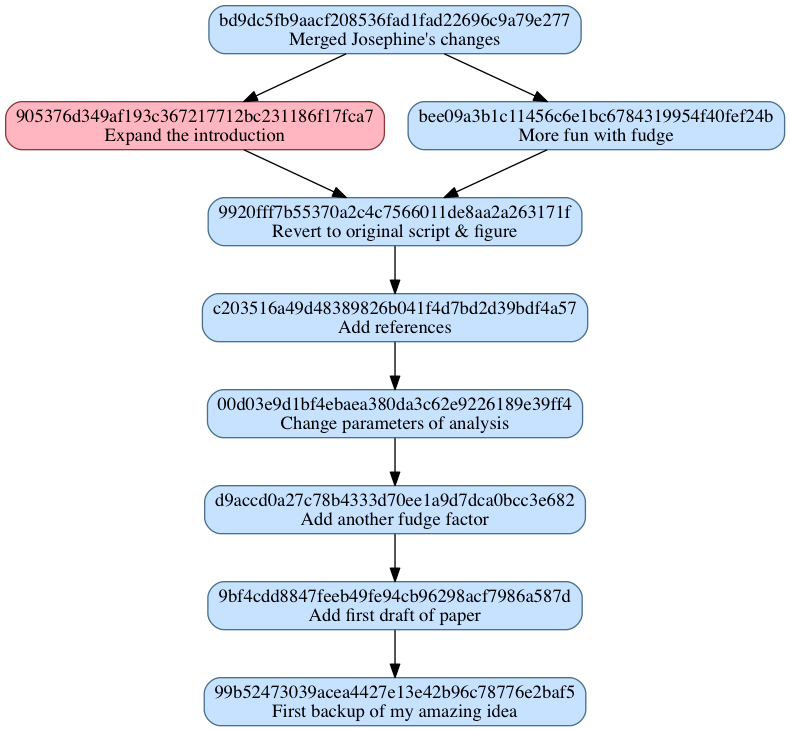 bd9dc5fb9aacf208536fad1fad22696c9a79e277
Merged Josephine's changes
905376d349af193c367217712bc231186f17fca7
Expand the introduction
bee09a3b1c11456c6e1bc6784319954f40fef24b
More fun with fudge
9920fff7b55370a2c4c7566011de8aa2a263171f
Revert to original script & figure
c203516a49d48389826b041f4d7bd2d39bdf4a57
Add references
00d03e9d1bf4ebaea380da3c62e9226189e39ff4
Change parameters of analysis
d9accd0a27c78b4333d70ee1a9d7dca0bcc3e682
Add another fudge factor
9bf4cdd8847feeb49fe94cb96298acf7986a587d
Add first draft of paper
99b52473039acea4427e13e42b96c78776e2baf5
First backup of my amazing idea